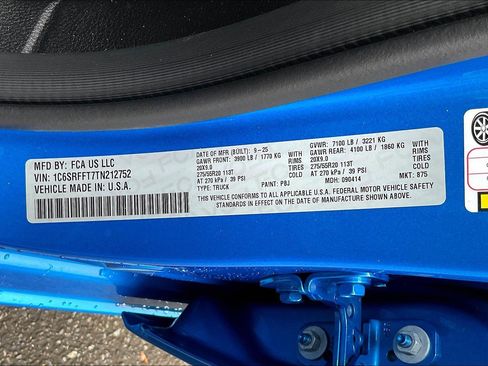 MFD BY: FCA US LLC
VIN: 1C6SRFFT7TN212752
VEHICLE MADE IN: U.S.A.
DATE OF MFR (BUILT): 9-25 GVWR: 7100 LB / 3221 KG
GAWR FRONT: 3900 LB / 1770 KG WITH GAWR REAR: 4100 LB / 1860 KG WITH
20X9.0 RIMS 20X9.0 RIMS
275/55R20 113T TIRES 275/55R20 113T TIRES
AT 270 kPa / 39 PSI AT 270 kPa / 39 PSI
TYPE: TRUCK PAINT: PBJ MDH: 090414 MKT: 875
THIS VEHICLE CONFORMS TO ALL APPLICABLE U.S.A. FEDERAL MOTOR VEHICLE SAFETY
STANDARDS IN EFFECT ON THE DATE OF MANUFACTURE SHOWN ABOVE.